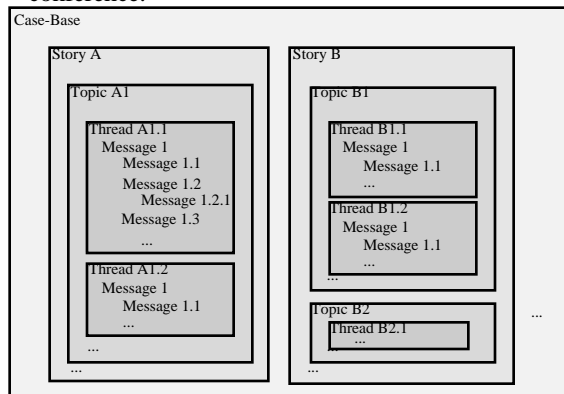 conference.
Case-Base
Story A
Topic A1
Thread A1.1
Message 1
Message 1.1
Message 1.2
Message 1.2.1
Message 1.3
...
Thread A1.2
Message 1
Message 1.1
...
...
...
Story B
Topic B1
Thread B1.1
Message 1
Message 1.1
...
Thread B1.2
Message 1
Message 1.1
...
...
Topic B2
Thread B2.1
...
...
...
...